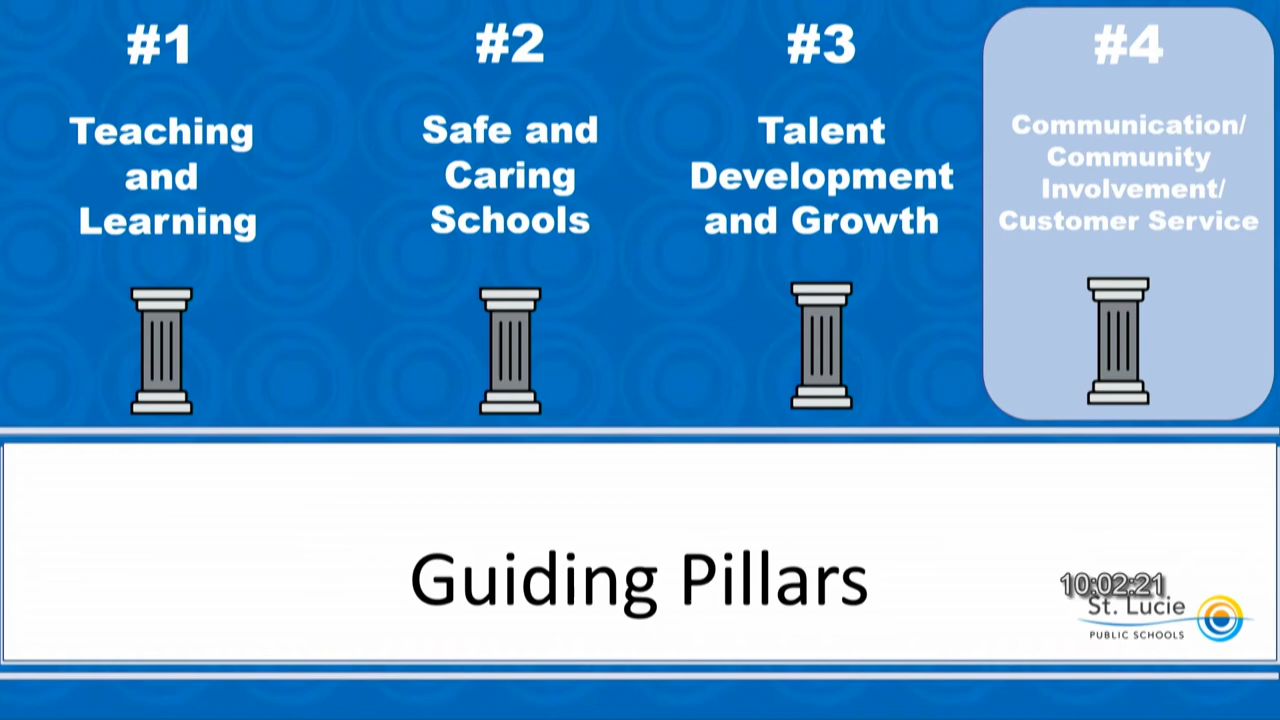 #1
Teaching
and
Learning
#2
Safe and
Caring
Schools
#3
Talent
Development
and Growth
#4
Communication/
Community
Involvement/
Customer Service
Guiding Pillars
10:02:21
St. Lucie
PUBLIC SCHOOLS